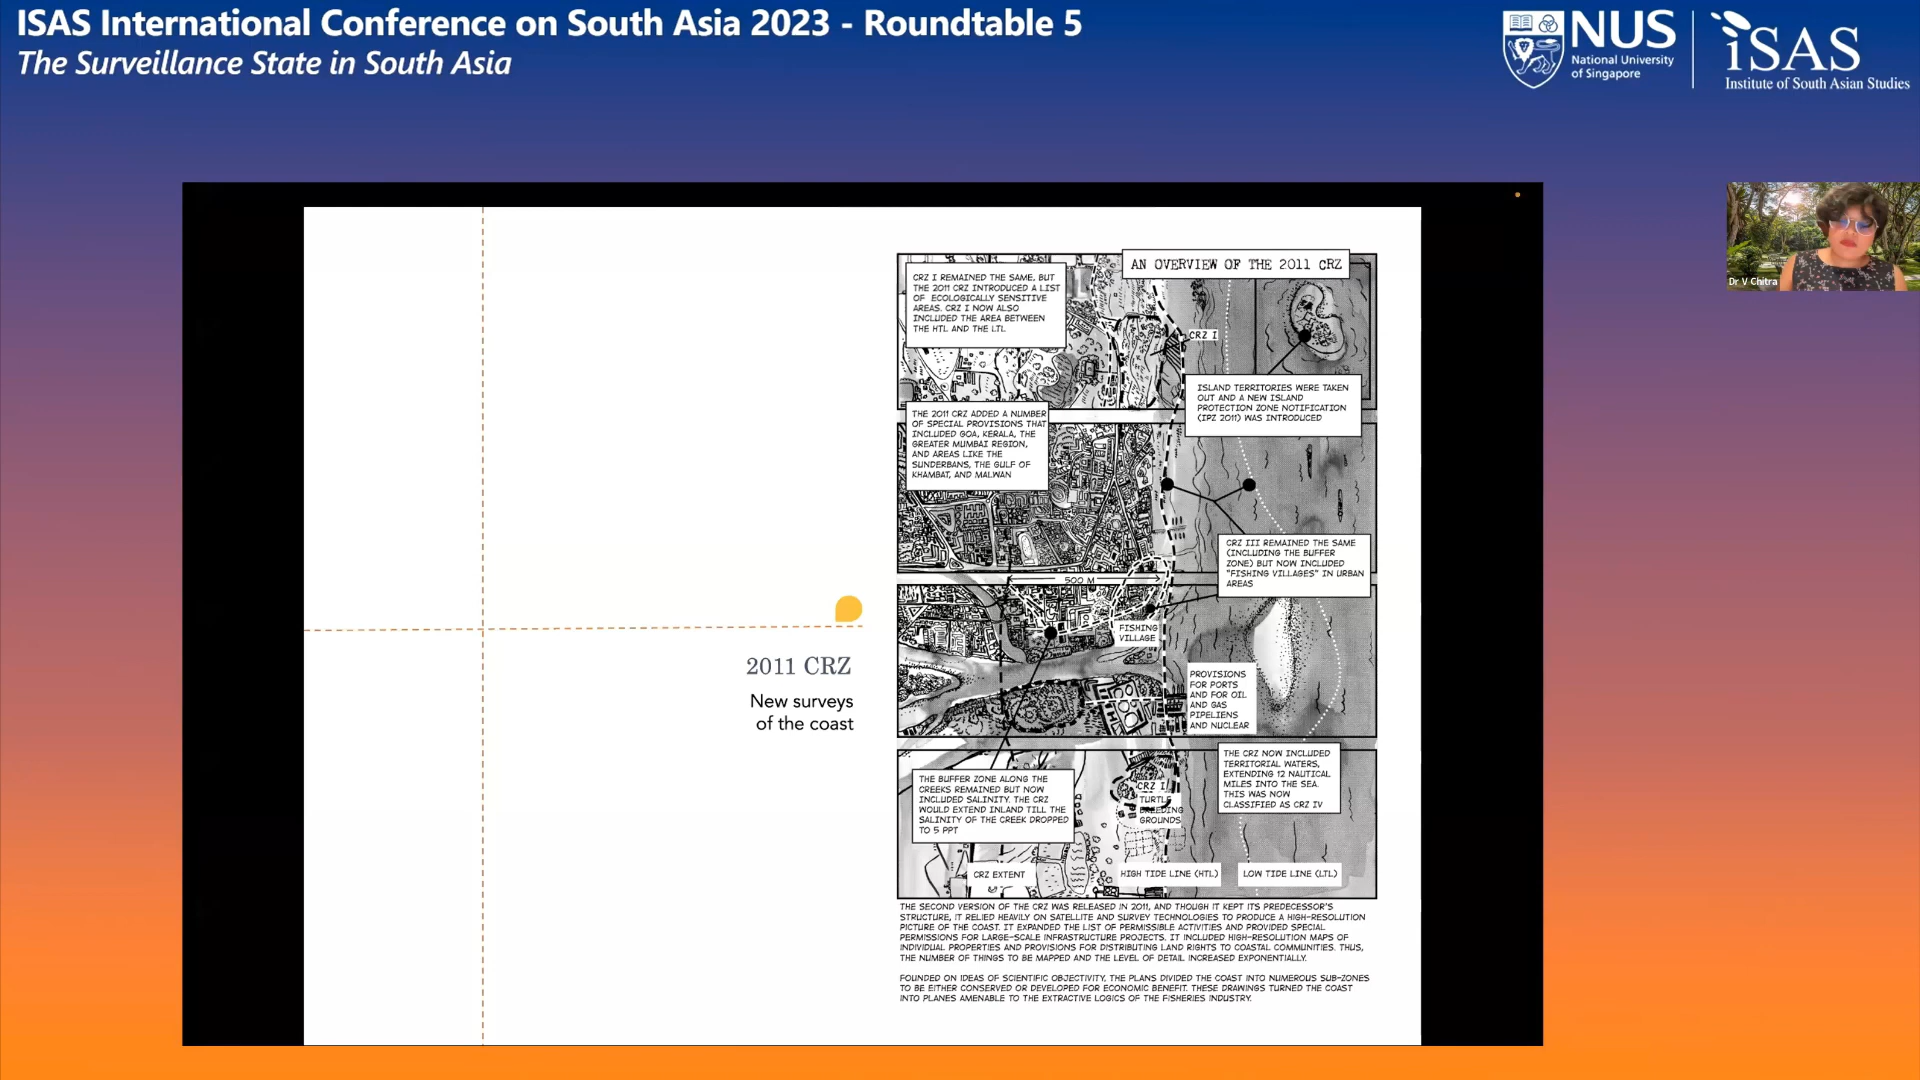 ISAS International Conference on South Asia 2023 - Roundtable 5
The Surveillance State in South Asia
NUS
National University
of Singapore
iSAS
Institute of South Asian Studies
Dr V Chitra
2011 CRZ
New surveys
of the coast
AN OVERVIEW OF THE 2011 CRZ
CRZ I REMAINED THE SAME, BUT
THE 2011 CRZ INTRODUCED A LIST
OF ECOLOGICALLY SENSITIVE
AREAS. CRZ I NOW ALSO
INCLUDED THE AREA BETWEEN
THE HTL AND THE LTL
CRZ I
ISLAND TERRITORIES WERE TAKEN
OUT AND A NEW ISLAND
PROTECTION ZONE NOTIFICATION
(IPZ 2011) WAS INTRODUCED
THE 2011 CRZ ADDED A NUMBER
OF SPECIAL PROVISIONS THAT
INCLUDED GOA, KERALA, THE
GREATER MUMBAI REGION,
AND AREAS LIKE THE
SUNDERBANS, THE GULF OF
KHAMBAT, AND MALWAN
CRZ III REMAINED THE SAME
(INCLUDING THE BUFFER
ZONE) BUT NOW INCLUDED
"FISHING VILLAGES" IN URBAN
AREAS
500 M
FISHING
VILLAGE
PROVISIONS
FOR PORTS
AND FOR OIL
AND GAS
PIPELIENS
AND NUCLEAR
THE CRZ NOW INCLUDED
TERRITORIAL WATERS,
EXTENDING 12 NAUTICAL
MILES INTO THE SEA.
THIS WAS NOW
CLASSIFIED AS CRZ IV
THE BUFFER ZONE ALONG THE
CREEKS REMAINED BUT NOW
INCLUDED SALINITY. THE CRZ
WOULD EXTEND INLAND TILL THE
SALINITY OF THE CREEK DROPPED
TO 5 PPT
CRZ I
TURTLE
BREEDING
GROUNDS
CRZ EXTENT
HIGH TIDE LINE (HTL)
LOW TIDE LINE (LTL)
THE SECOND VERSION OF THE CRZ WAS RELEASED IN 2011, AND THOUGH IT KEPT ITS PREDECESSOR'S
STRUCTURE, IT RELIED HEAVILY ON SATELLITE AND SURVEY TECHNOLOGIES TO PRODUCE A HIGH-RESOLUTION
PICTURE OF THE COAST. IT EXPANDED THE LIST OF PERMISSIBLE ACTIVITIES AND PROVIDED SPECIAL
PERMISSIONS FOR LARGE-SCALE INFRASTRUCTURE PROJECTS. IT INCLUDED HIGH-RESOLUTION MAPS OF
INDIVIDUAL PROPERTIES AND PROVISIONS FOR DISTRIBUTING LAND RIGHTS TO COASTAL COMMUNITIES. THUS,
THE NUMBER OF THINGS TO BE MAPPED AND THE LEVEL OF DETAIL INCREASED EXPONENTIALLY.
FOUNDED ON IDEAS OF SCIENTIFIC OBJECTIVITY, THE PLANS DIVIDED THE COAST INTO NUMEROUS SUB-ZONES
TO BE EITHER CONSERVED OR DEVELOPED FOR ECONOMIC BENEFIT. THESE DRAWINGS TURNED THE COAST
INTO PLANES AMENABLE TO THE EXTRACTIVE LOGICS OF THE FISHERIES INDUSTRY.